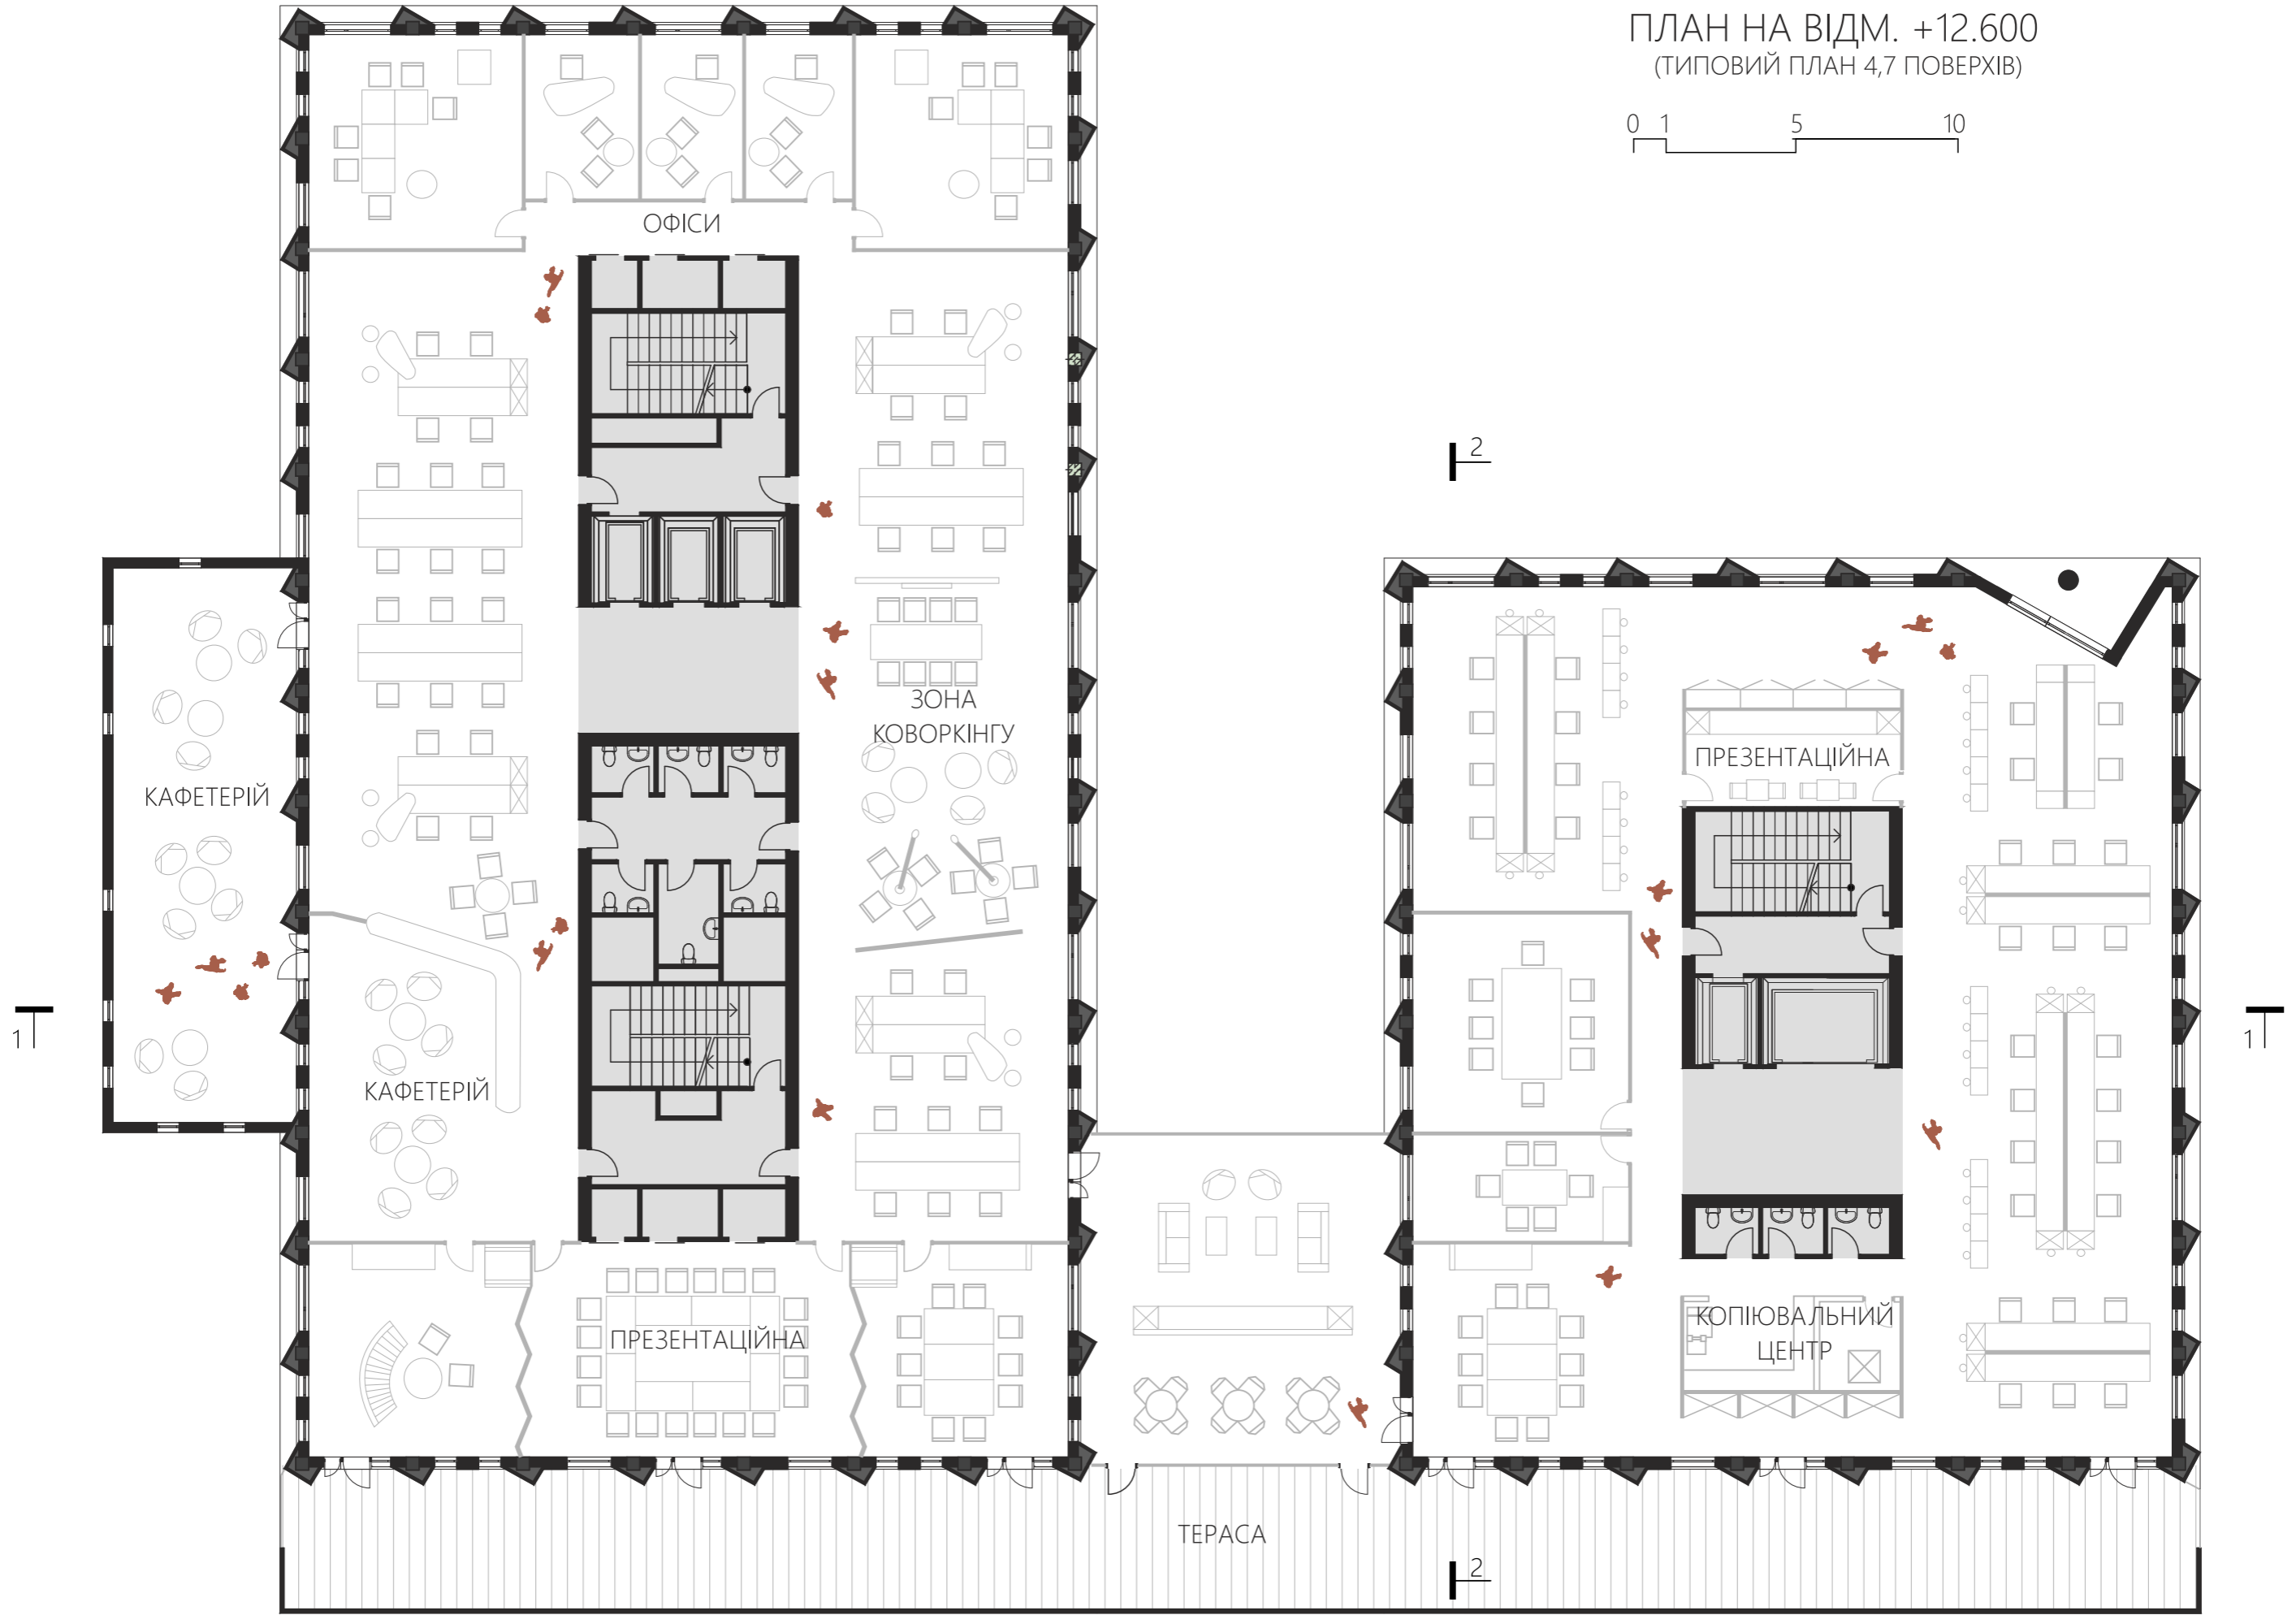 ПЛАН НА ВІДМ. +12.600
(ТИПОВИЙ ПЛАН 4,7 ПОВЕРХІВ)
0 1 5 10
ОФІСИ
2
ЗОНА
КОВОРКІНГУ
ПРЕЗЕНТАЦІЙНА
КАФЕТЕРІЙ
1
1
КАФЕТЕРІЙ
ПРЕЗЕНТАЦІЙНА
КОПІЮВАЛЬНИЙ
ЦЕНТР
ТЕРАСА
2